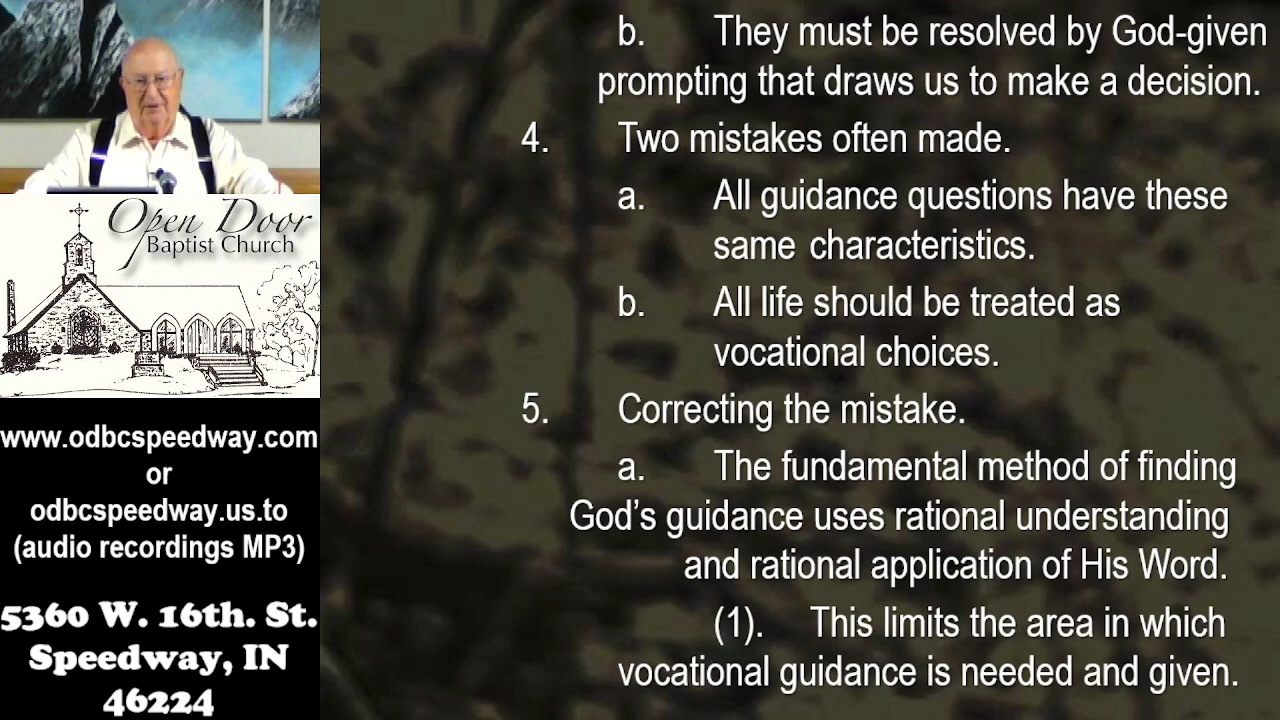 b. They must be resolved by God-given
prompting that draws us to make a decision.
4. Two mistakes often made.
a. All guidance questions have these
same characteristics.
b. All life should be treated as
vocational choices.
5. Correcting the mistake.
a. The fundamental method of finding
God's guidance uses rational understanding
and rational application of His Word.
(1). This limits the area in which
vocational guidance is needed and given.
Open Door
Baptist Church
www.odbcspeedway.com
or
odbcspeedway.us.to
(audio recordings MP3)
5360 W. 16th. St.
Speedway, IN
46224